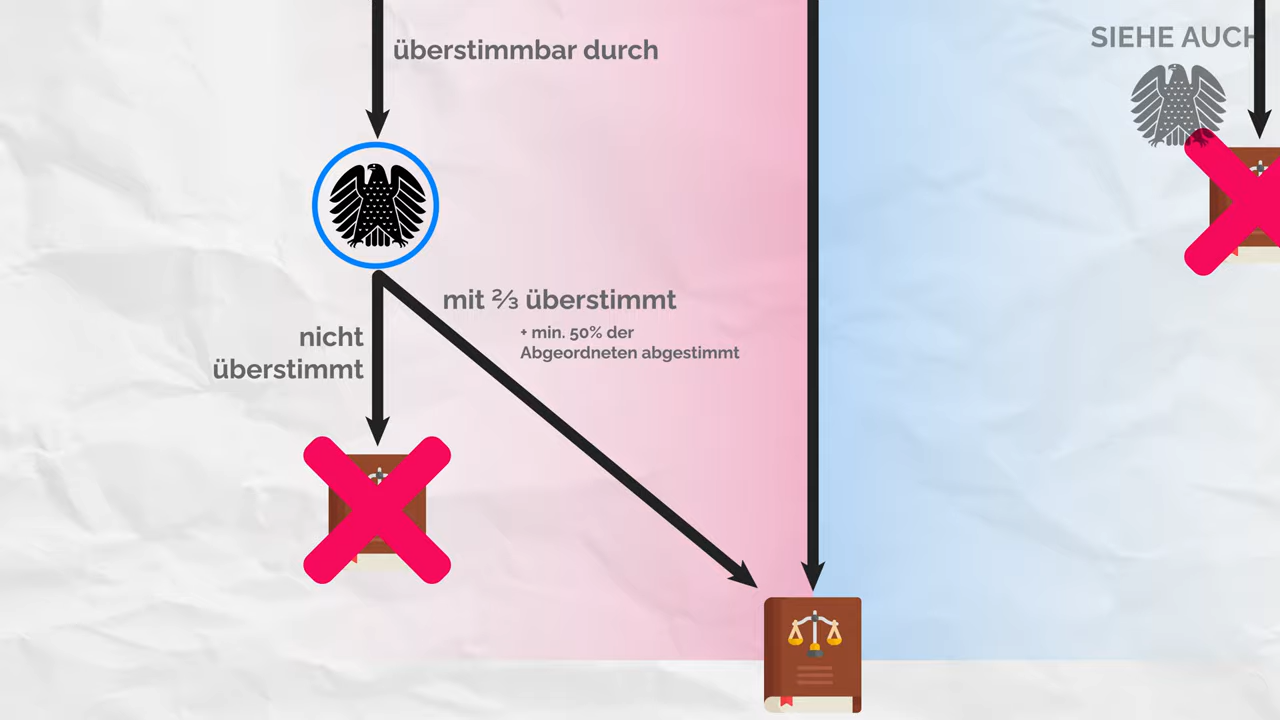 überstimmbar durch
SIEHE AUCH
mit ⅔ überstimmt
+ min. 50% der
Abgeordneten abgestimmt
nicht
überstimmt